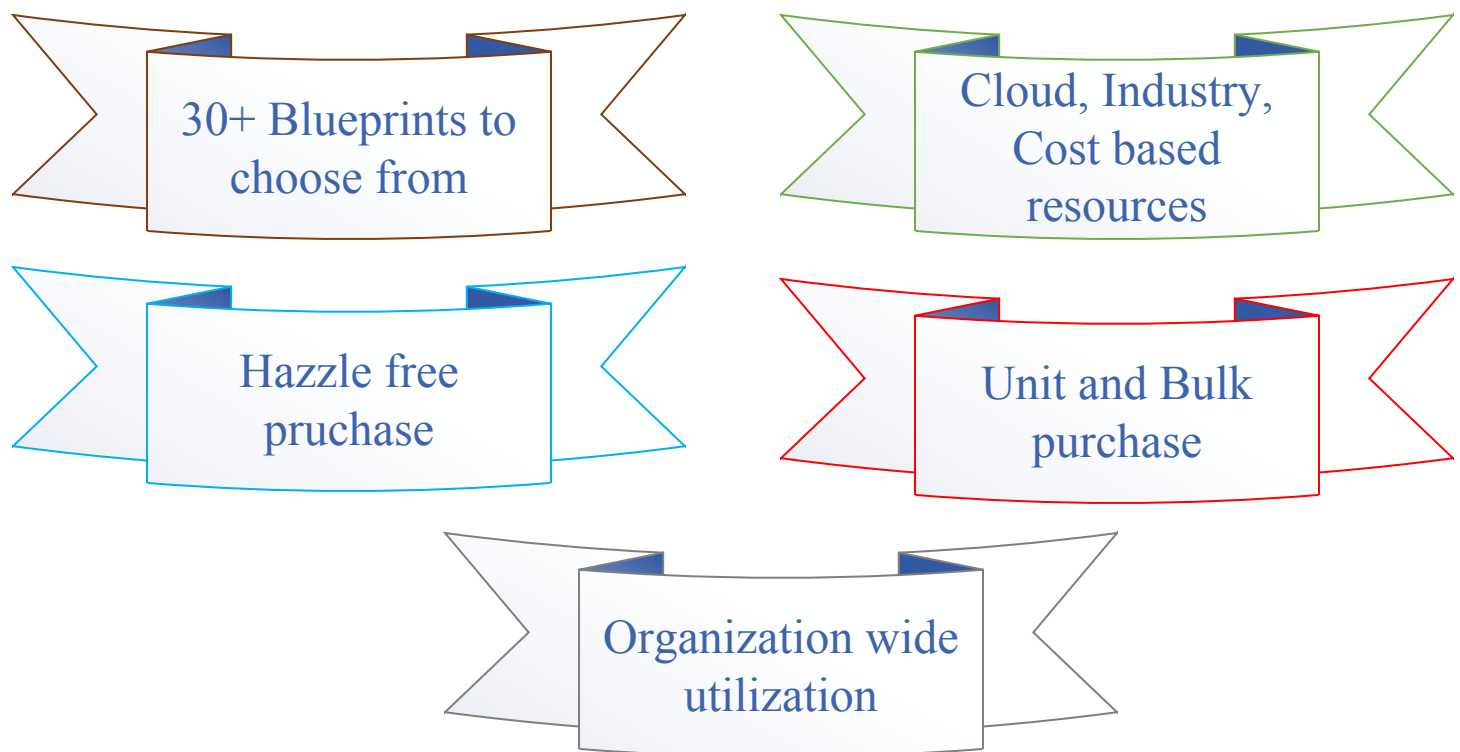 30+ Blueprints to
choose from
Cloud, Industry,
Cost based
resources
Hazzle free
pruchase
Unit and Bulk
purchase
Organization wide
utilization